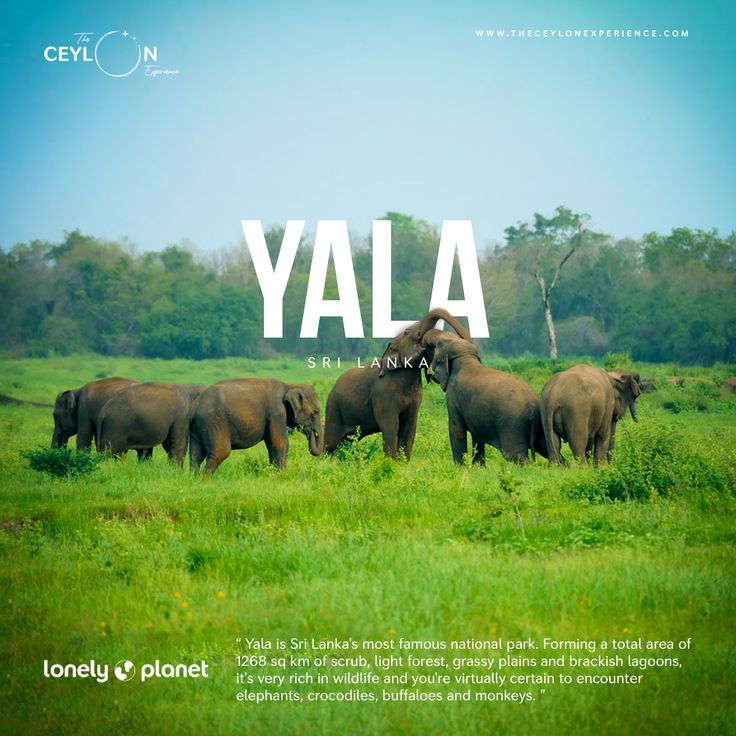 The
CEYLON
Experience
WWW.THECEYLONEXPERIENCE.COM
YALA
SRI LANKA
lonely planet
“ Yala is Sri Lanka's most famous national park. Forming a total area of
1268 sq km of scrub, light forest, grassy plains and brackish lagoons,
it's very rich in wildlife and you're virtually certain to encounter
elephants, crocodiles, buffaloes and monkeys. ”